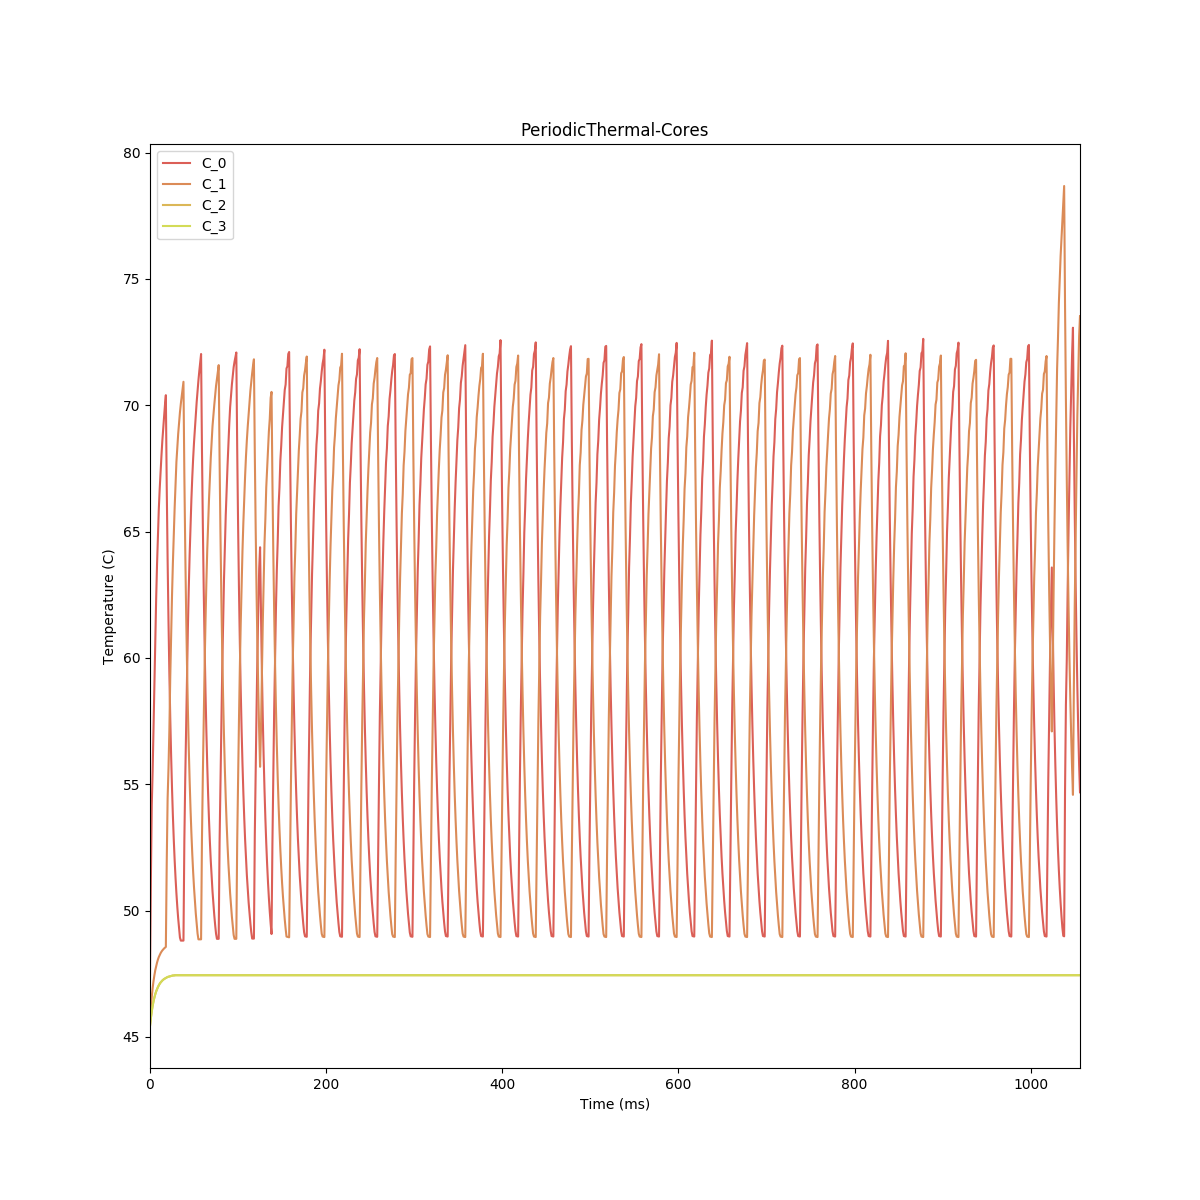 PeriodicThermal-Cores
C_0
C_1
C_2
C_3
80
75
70
65
60
55
50
45
Temperature (C)
0 200 400 600 800 1000
Time (ms)